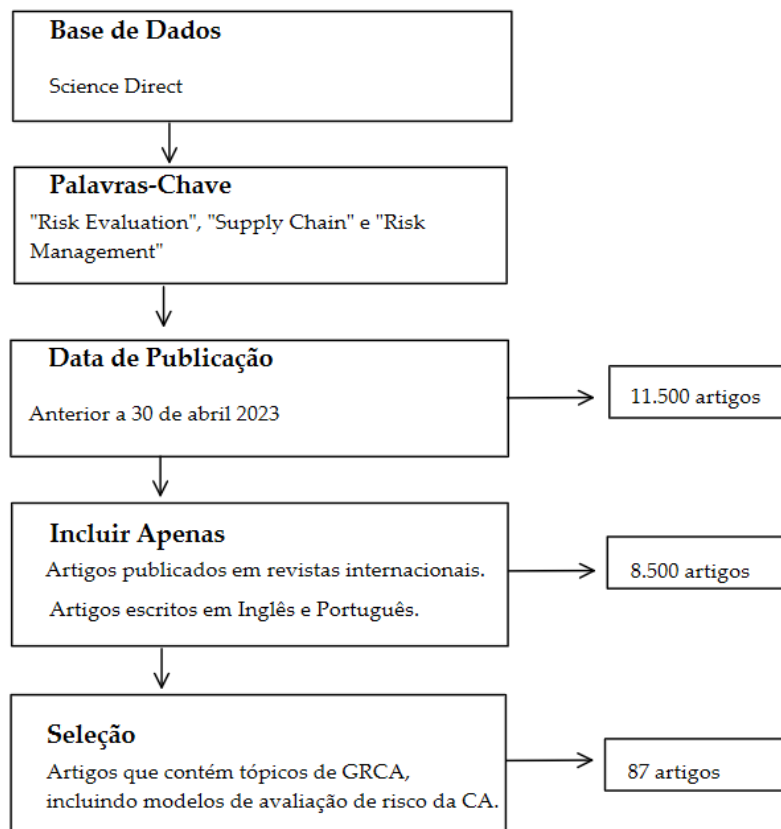 Base de Dados
Science Direct
Palavras-Chave
"Risk Evaluation", "Supply Chain" e "Risk
Management"
Data de Publicação
Anterior a 30 de abril 2023
11.500 artigos
Incluir Apenas
Artigos publicados em revistas internacionais.
Artigos escritos em Inglês e Português.
8.500 artigos
Seleção
Artigos que contém tópicos de GRCA,
incluindo modelos de avaliação de risco da CA.
87 artigos